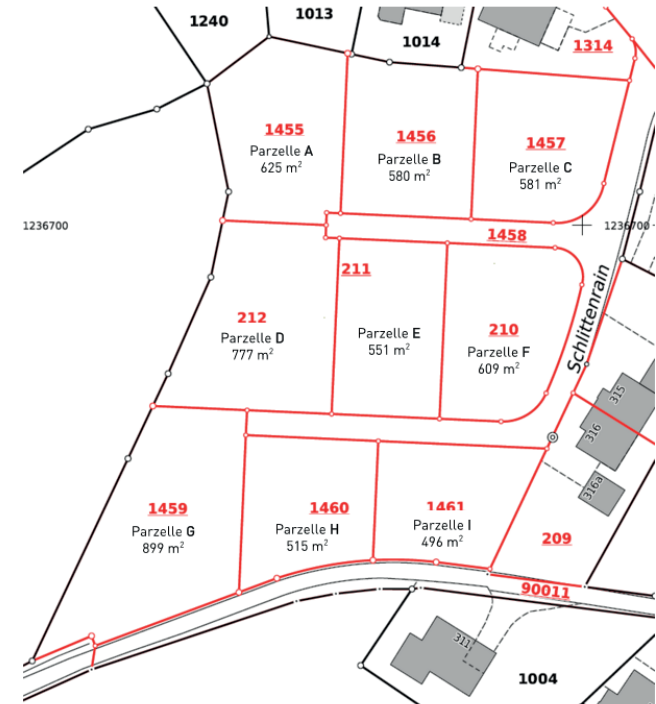 1240
1013
1014
1314
1455
Parzelle A
625 m²
1456
Parzelle B
580 m²
1457
Parzelle C
581 m²
1236700
1236700
1458
211
212
Parzelle D
777 m²
Parzelle E
551 m²
210
Parzelle F
609 m²
Schlittenrain
315
316
316a
1459
Parzelle G
899 m²
1460
Parzelle H
515 m²
1461
Parzelle I
496 m²
209
90011
311
1004